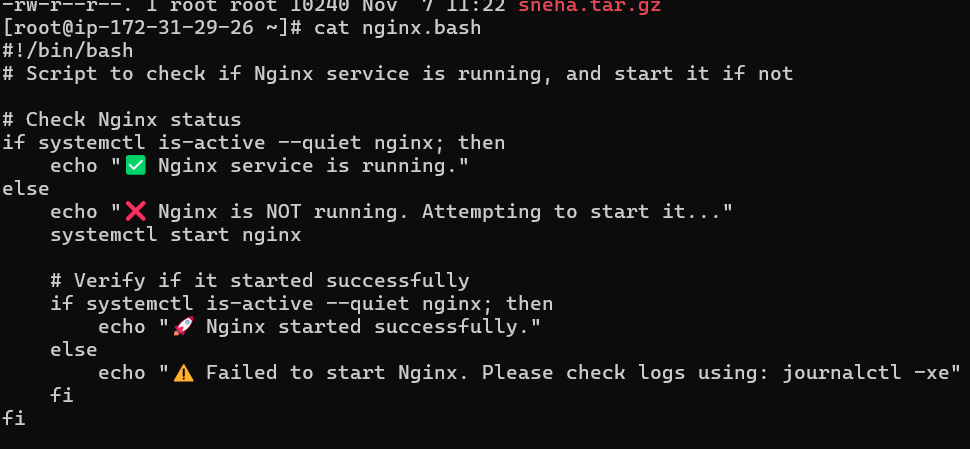 -rw-r--r--. 1 root root 10240 Nov  7 11:22 sneha.tar.gz
[root@ip-172-31-29-26 ~]# cat nginx.bash
#!/bin/bash
# Script to check if Nginx service is running, and start it if not

# Check Nginx status
if systemctl is-active --quiet nginx; then
    echo "✅ Nginx service is running."
else
    echo "❌ Nginx is NOT running. Attempting to start it..."
    systemctl start nginx

    # Verify if it started successfully
    if systemctl is-active --quiet nginx; then
        echo "🚀 Nginx started successfully."
    else
        echo "⚠️ Failed to start Nginx. Please check logs using: journalctl -xe"
    fi
fi